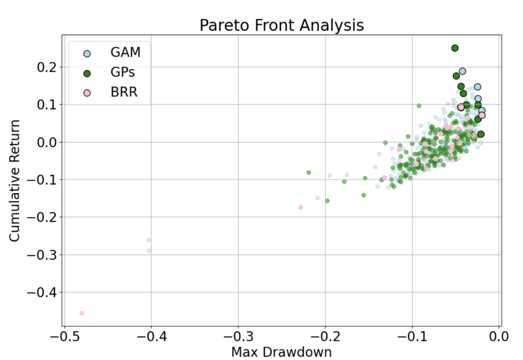 Pareto Front Analysis
GAM
GPs
BRR
0.2
0.1
0.0
−0.1
−0.2
−0.3
−0.4
Cumulative Return
−0.5
−0.4
−0.3
−0.2
−0.1
0.0
Max Drawdown